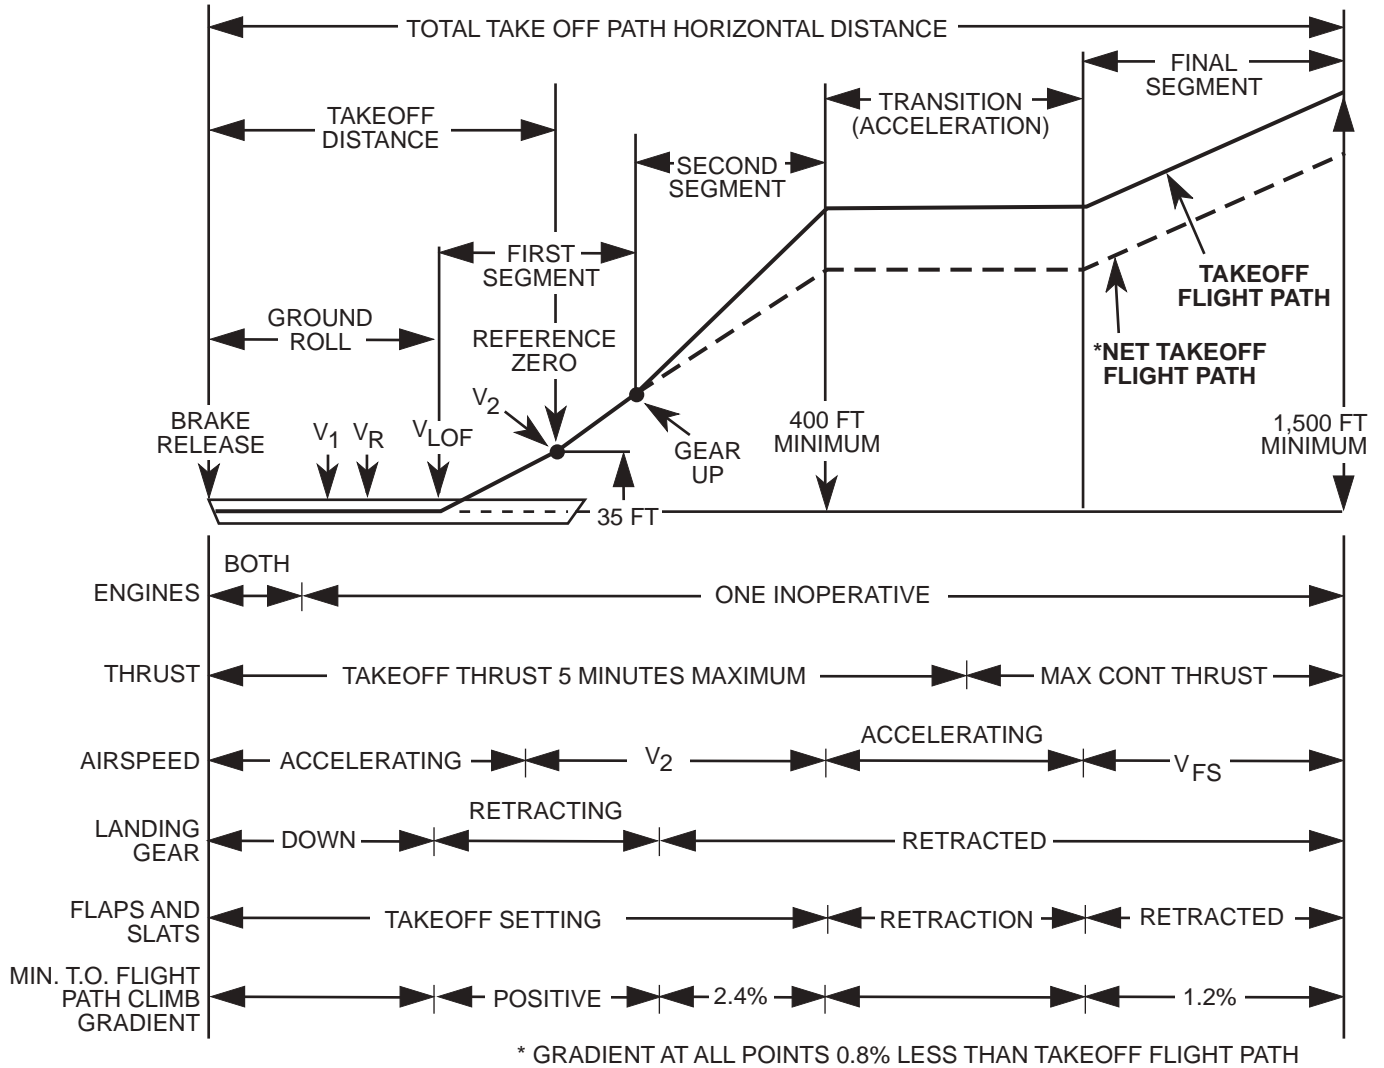 TOTAL TAKE OFF PATH HORIZONTAL DISTANCE
FINAL
SEGMENT
TRANSITION
(ACCELERATION)
TAKEOFF
DISTANCE
SECOND
SEGMENT
FIRST
SEGMENT
TAKEOFF
FLIGHT PATH
GROUND
ROLL
REFERENCE
ZERO
*NET TAKEOFF
FLIGHT PATH
V2
BRAKE
RELEASE
V1
VR
VLOF
GEAR
UP
400 FT
MINIMUM
1,500 FT
MINIMUM
35 FT
BOTH
ENGINES
ONE INOPERATIVE
THRUST
TAKEOFF THRUST 5 MINUTES MAXIMUM
MAX CONT THRUST
AIRSPEED
ACCELERATING
V2
ACCELERATING
VFS
LANDING
GEAR
DOWN
RETRACTING
RETRACTED
FLAPS AND
SLATS
TAKEOFF SETTING
RETRACTION
RETRACTED
MIN. T.O. FLIGHT
PATH CLIMB
GRADIENT
POSITIVE
2.4%
1.2%
* GRADIENT AT ALL POINTS 0.8% LESS THAN TAKEOFF FLIGHT PATH